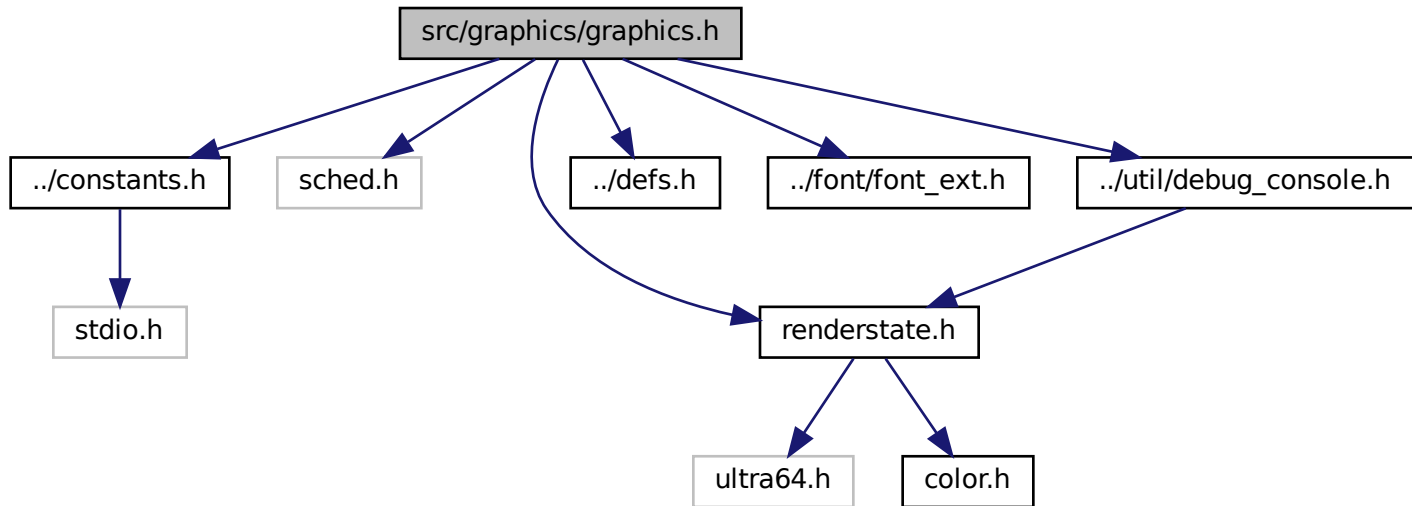 src/graphics/graphics.h
../constants.h
sched.h
../defs.h
../font/font_ext.h
../util/debug_console.h
stdio.h
renderstate.h
ultra64.h
color.h